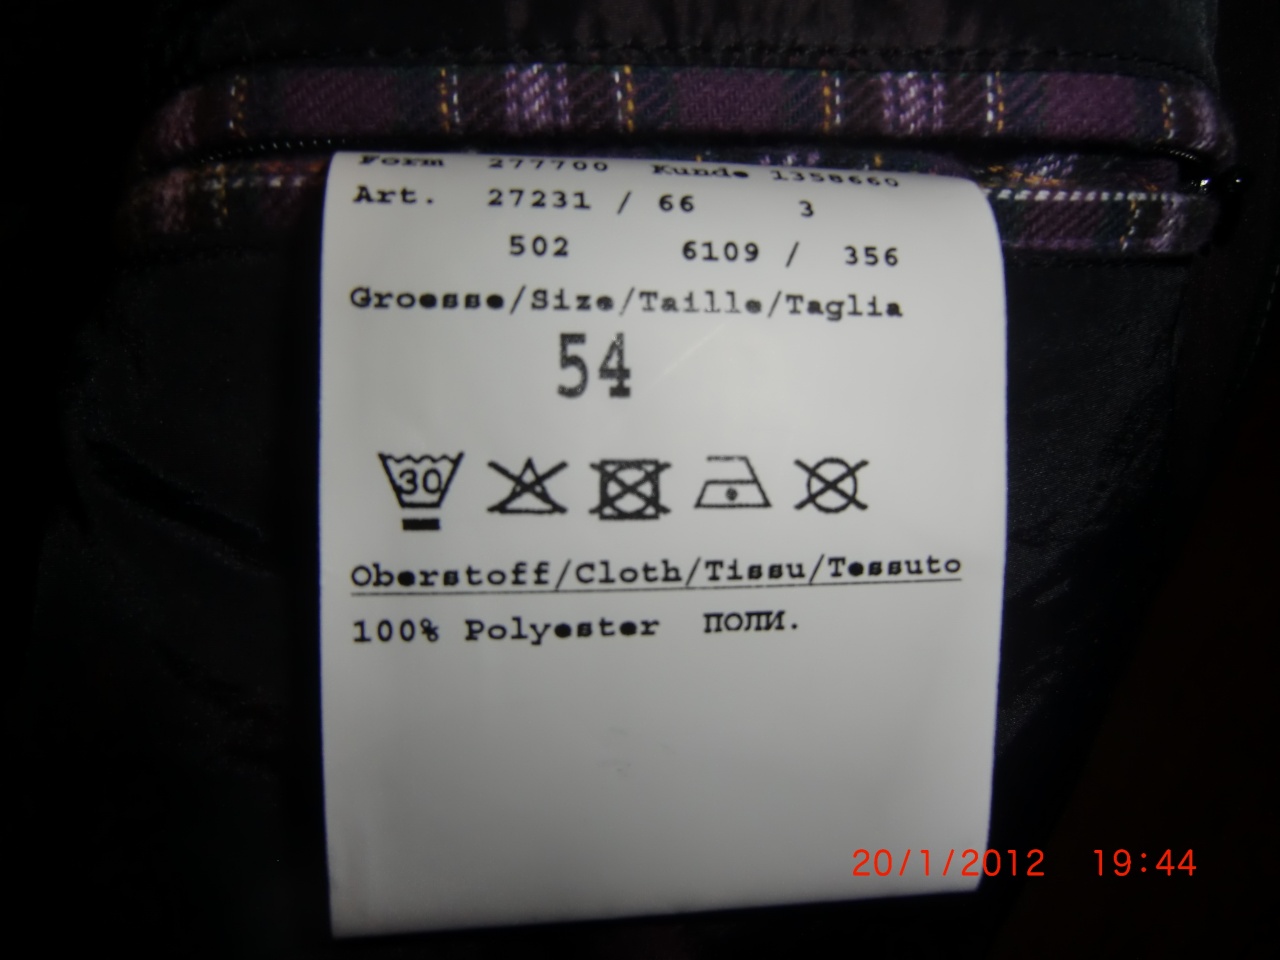 Form 277700 Kunde 1358660
Art. 27231 / 66 3
502 6109 / 356
Groesse/Size/Taille/Taglia
54
30
Oberstoff/Cloth/Tissu/Tessuto
100% Polyester ПОЛИ.
20/1/2012 19:44